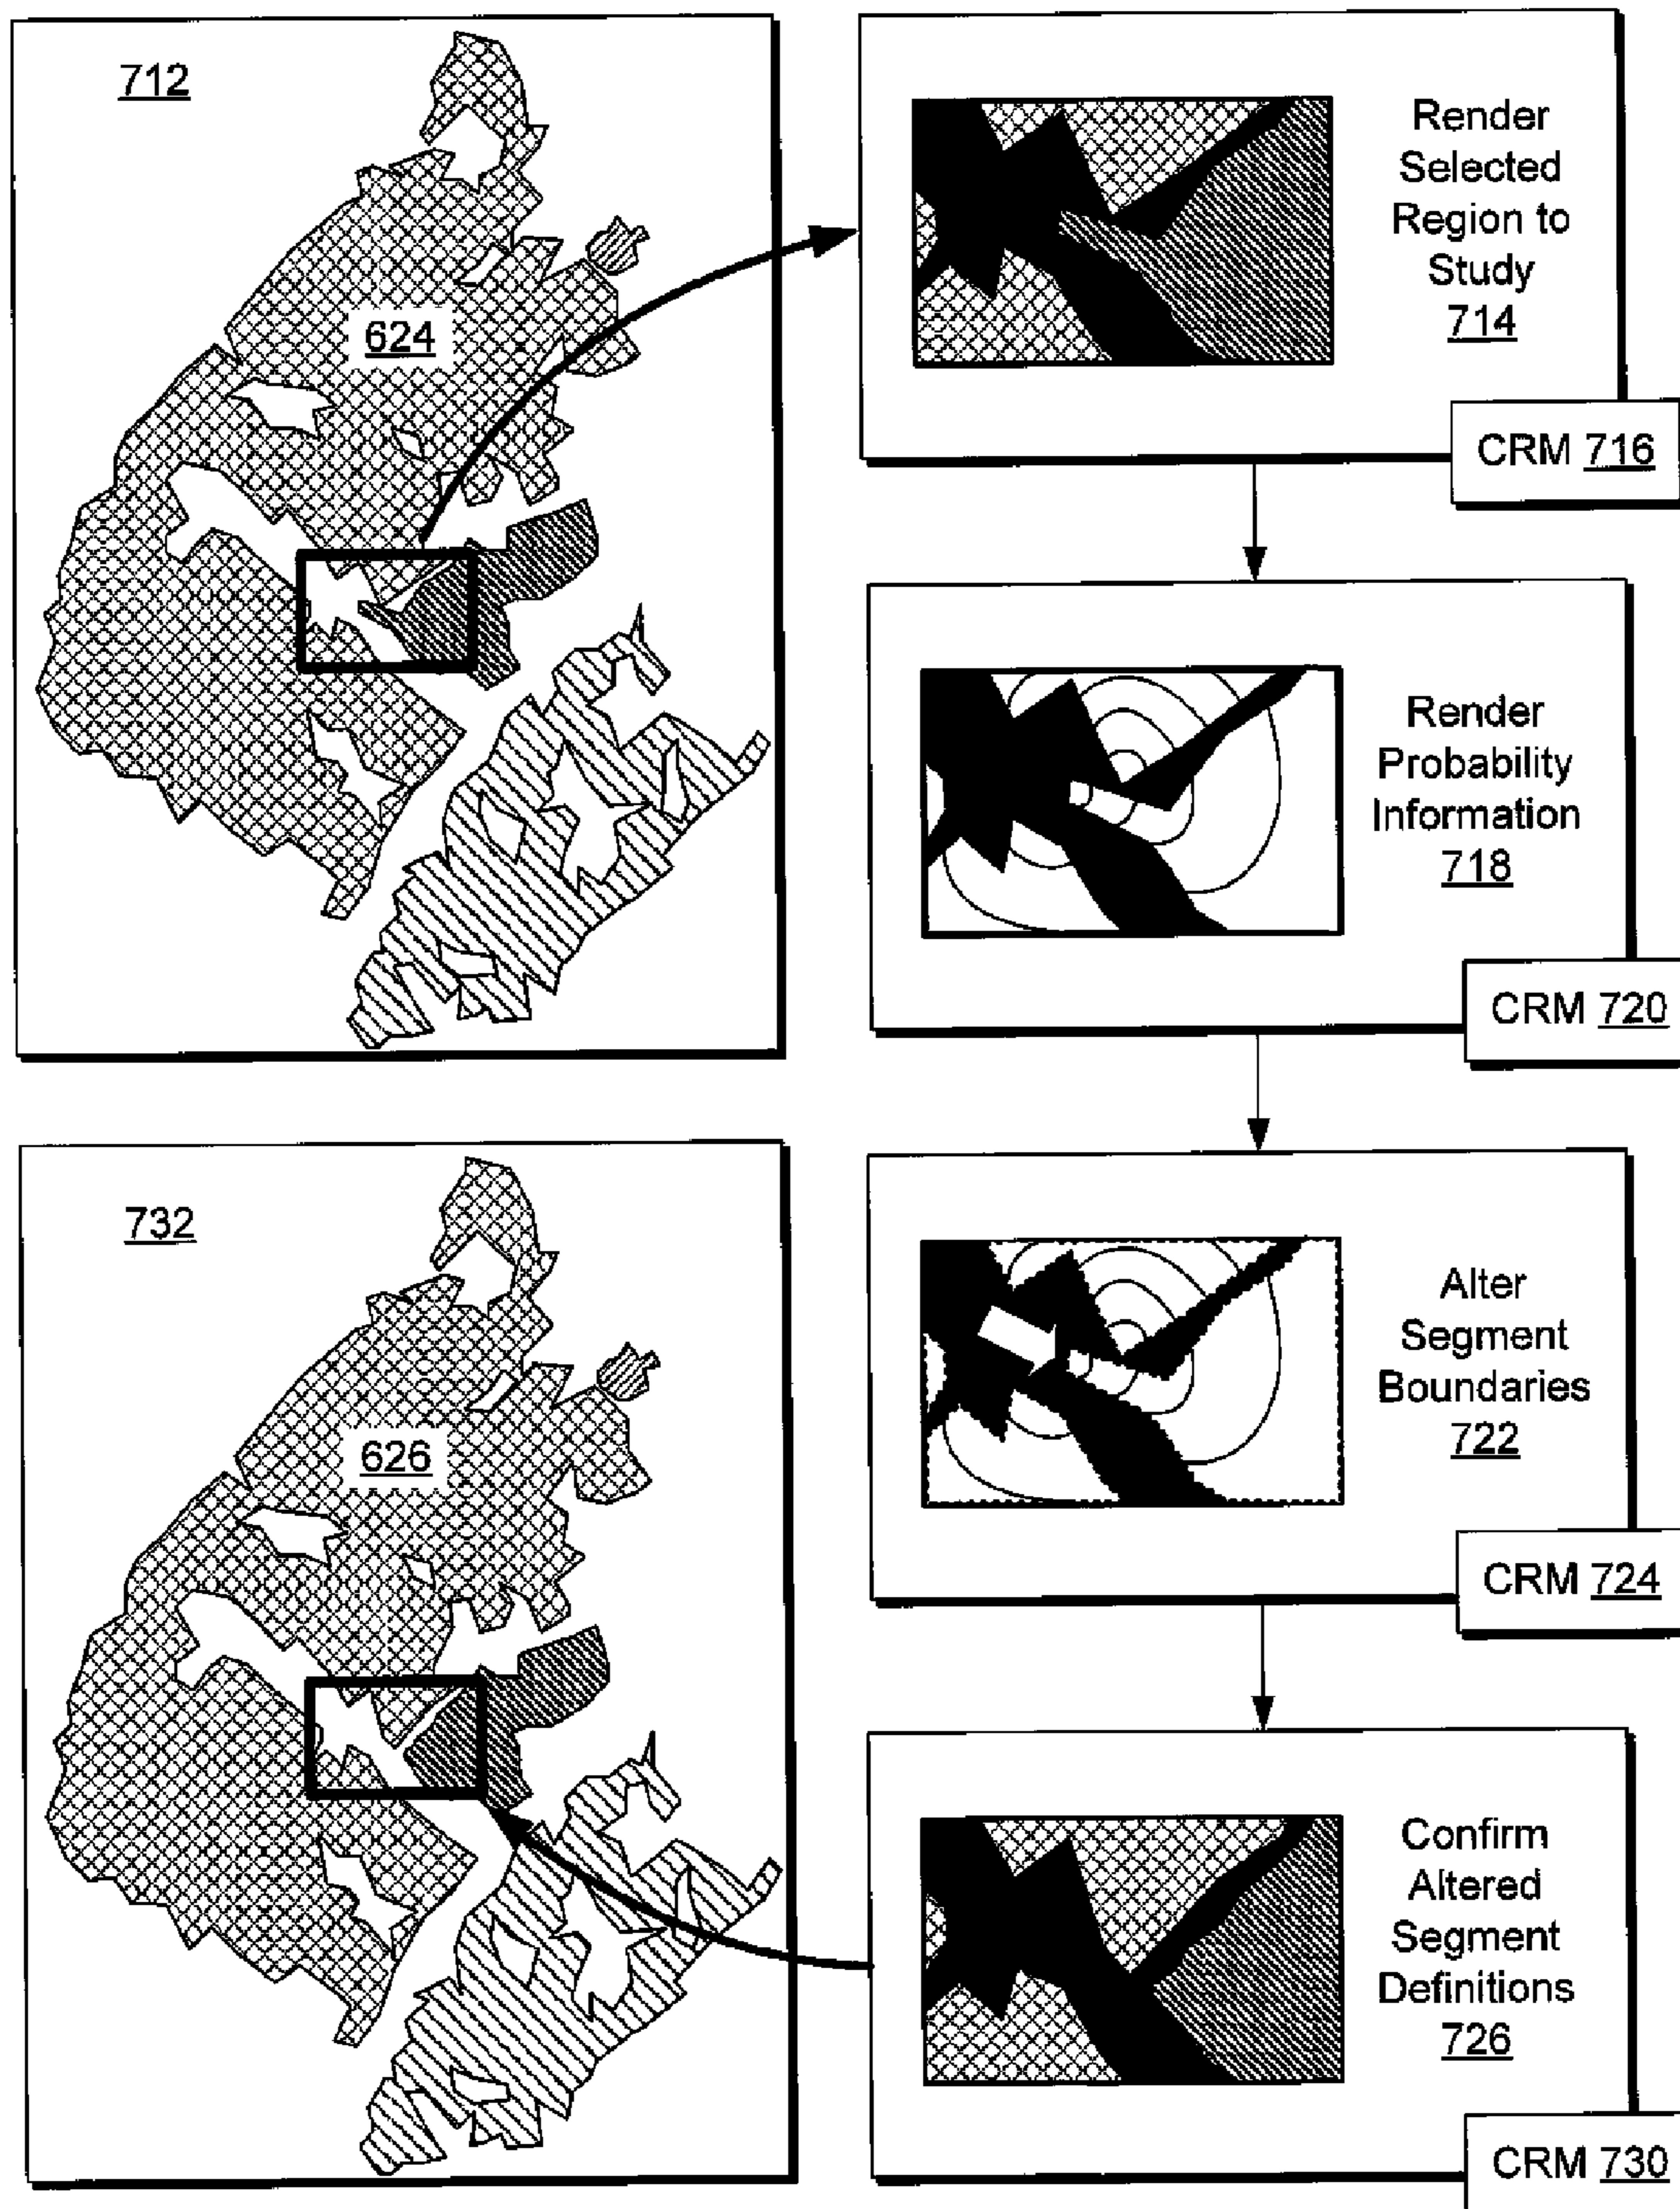 712
624
Render
Selected
Region to
Study
714
CRM 716
Render
Probability
Information
718
CRM 720
732
626
Alter
Segment
Boundaries
722
CRM 724
Confirm
Altered
Segment
Definitions
726
CRM 730